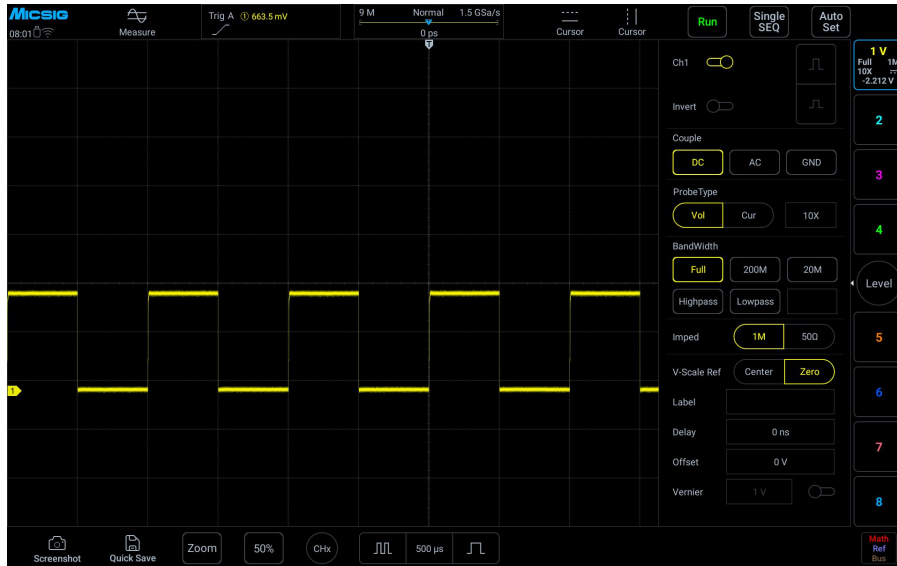 Micsig
08:01
Measure
Trig A ① 663.5 mV
9 M Normal 1.5 GSa/s
0 ps
Cursor
Cursor
Run
Single SEQ
Auto Set
T
Ch1
Invert
Couple
DC AC GND
ProbeType
Vol Cur 10X
BandWidth
Full 200M 20M
Highpass Lowpass
Imped 1M 50Ω
V-Scale Ref Center Zero
Label
Delay 0 ns
Offset 0 V
Vernier 1 V
1 V
Full 1M
10X
-2.212 V
2
3
4
Level
5
6
7
8
1
Screenshot
Quick Save
Zoom
50%
CHx
500 µs
Math
Ref
Bus